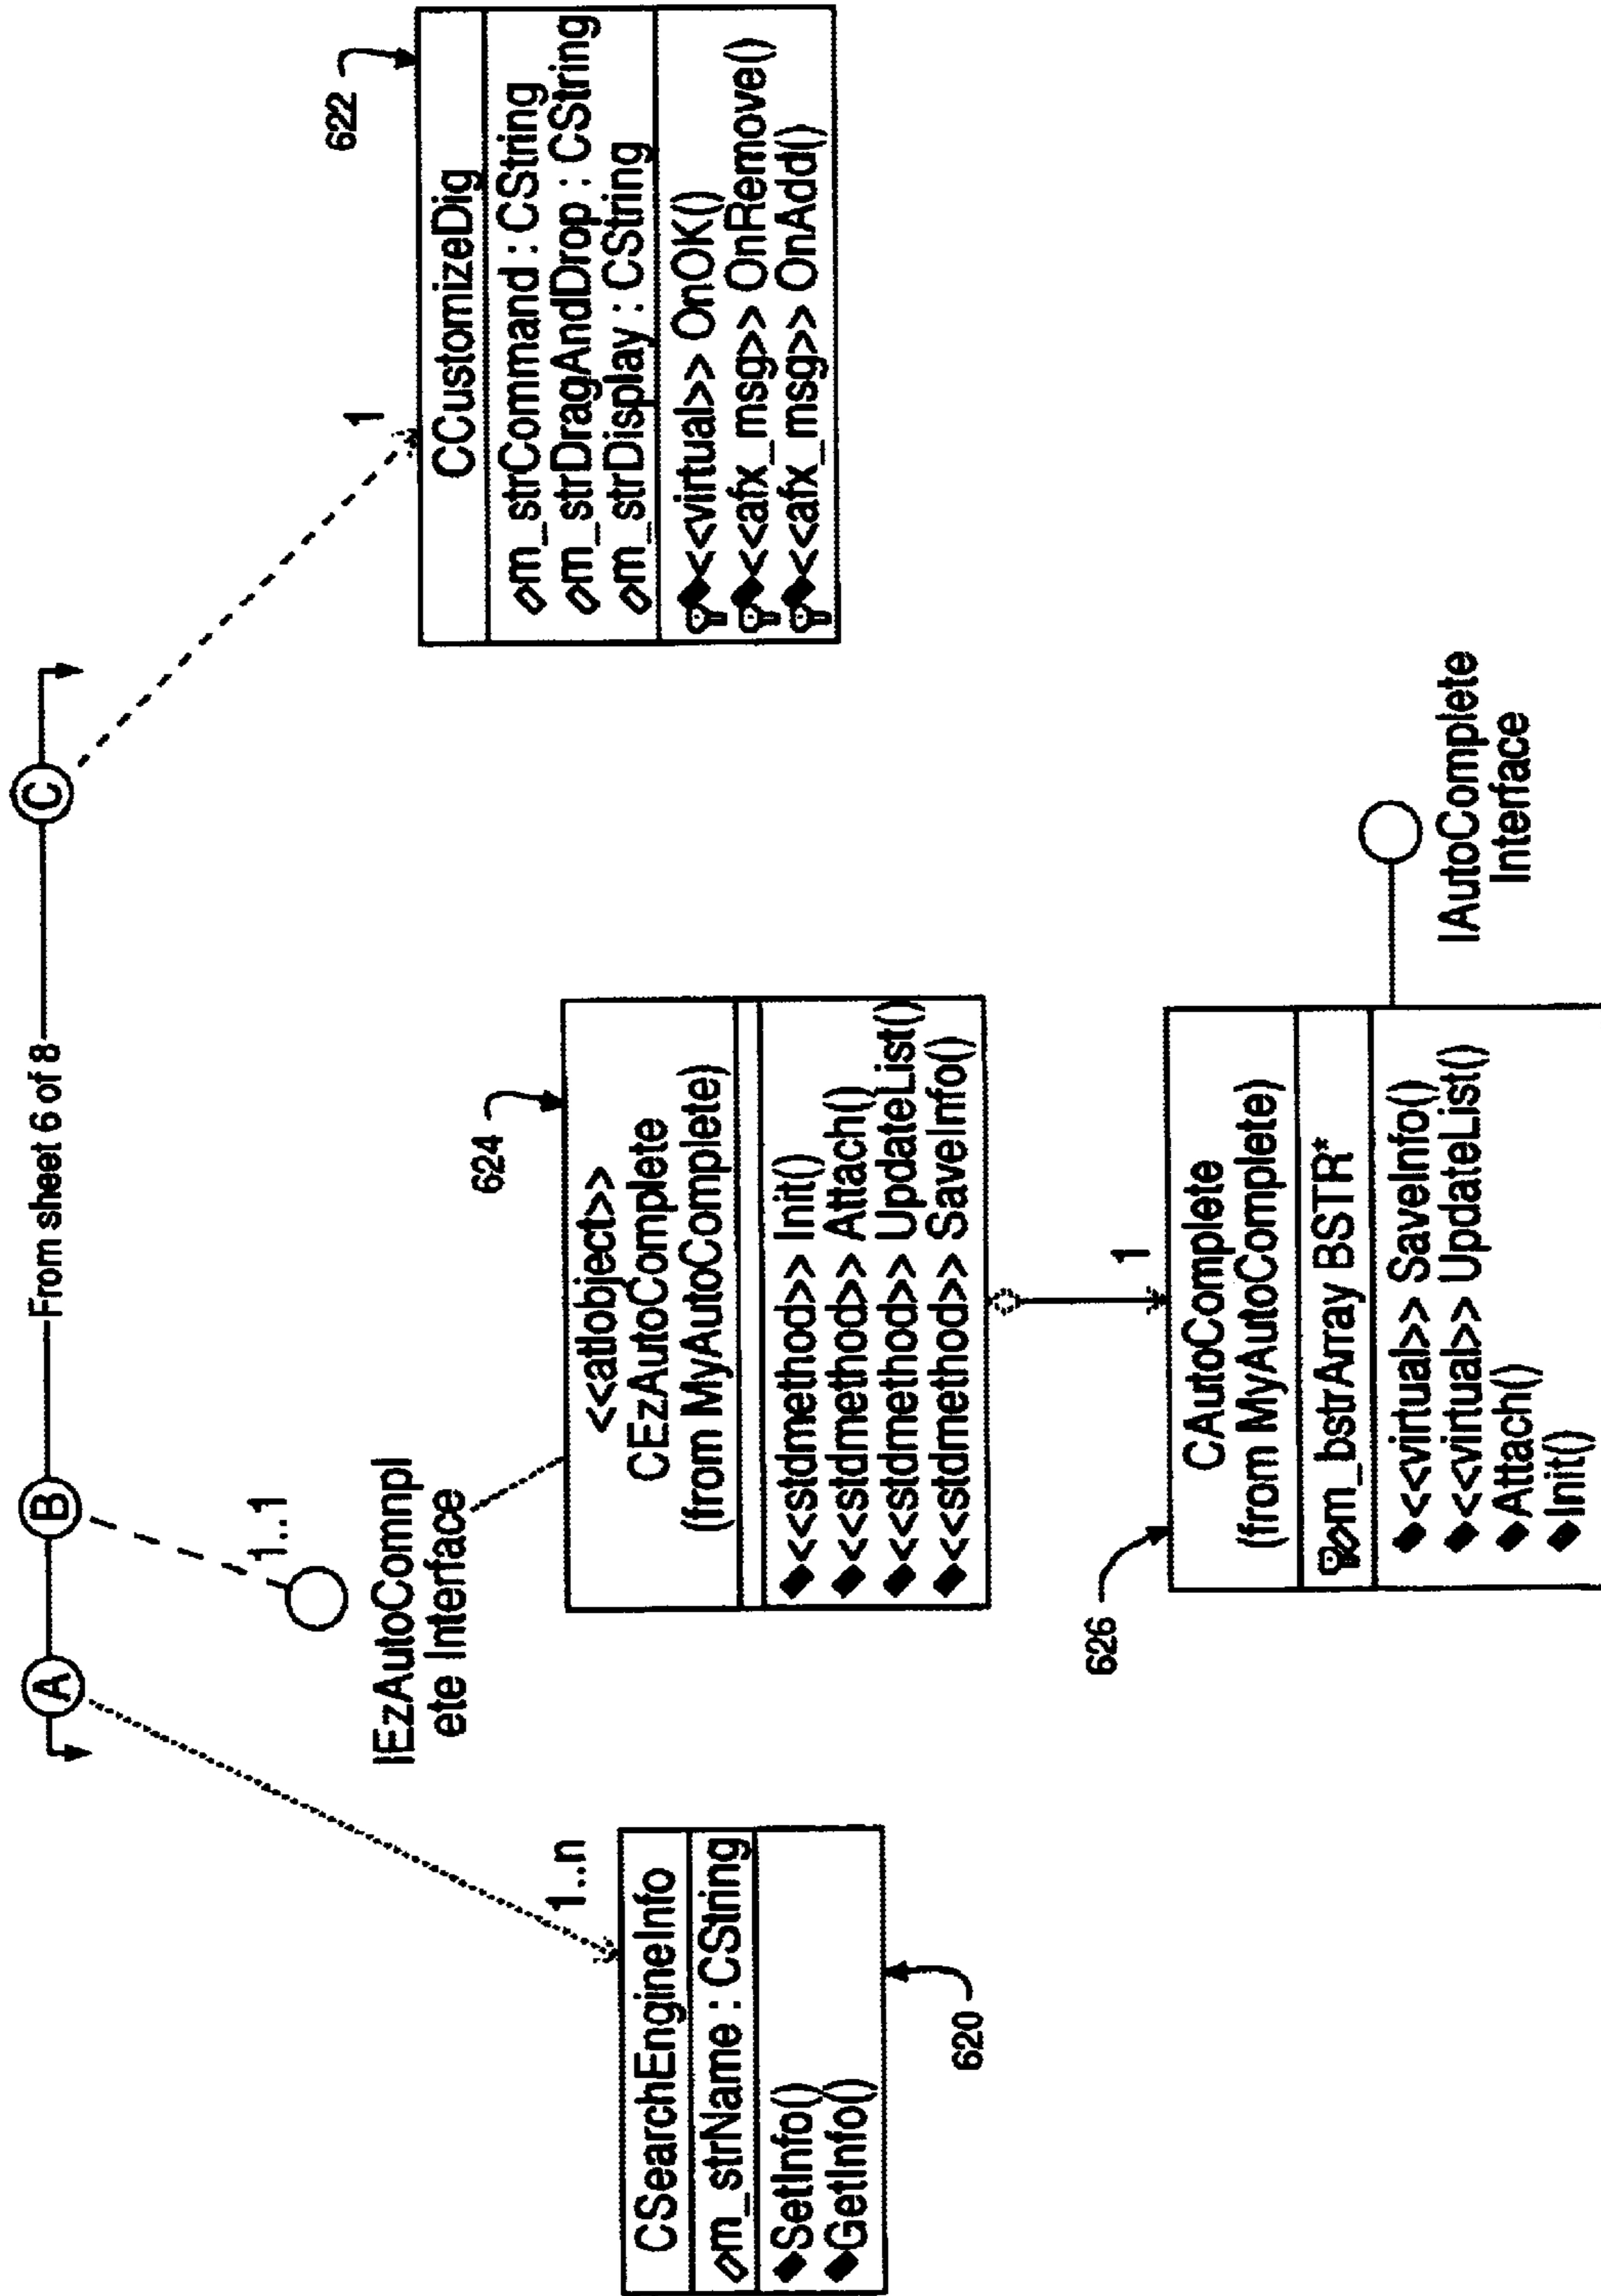 A
B
From sheet 6 of 8
C
1..n
CSearchEngineInfo
m_strName : CString
SetInfo()
GetInfo()
620
1..1
IEzAutoComnpl
ete Interface
624
<<atlobject>>
CEzAutoComplete
(from MyAutoComplete)
<<stdmethod>> Init()
<<stdmethod>> Attach()
<<stdmethod>> UpdateList()
<<stdmethod>> SaveInfo()
1
626
CAutoComplete
(from MyAutoComplete)
m_bstrArray BSTR*
<<virtual>> SaveInfo()
<<virtual>> UpdateList()
Attach()
Init()
IAutoComplete
Interface
1
622
CCustomizeDig
m_strCommand : CString
m_strDragAndDrop : CString
m_strDisplay : CString
<<virtual>> OnOK()
<<afx_msg>> OnRemove()
<<afx_msg>> OnAdd()